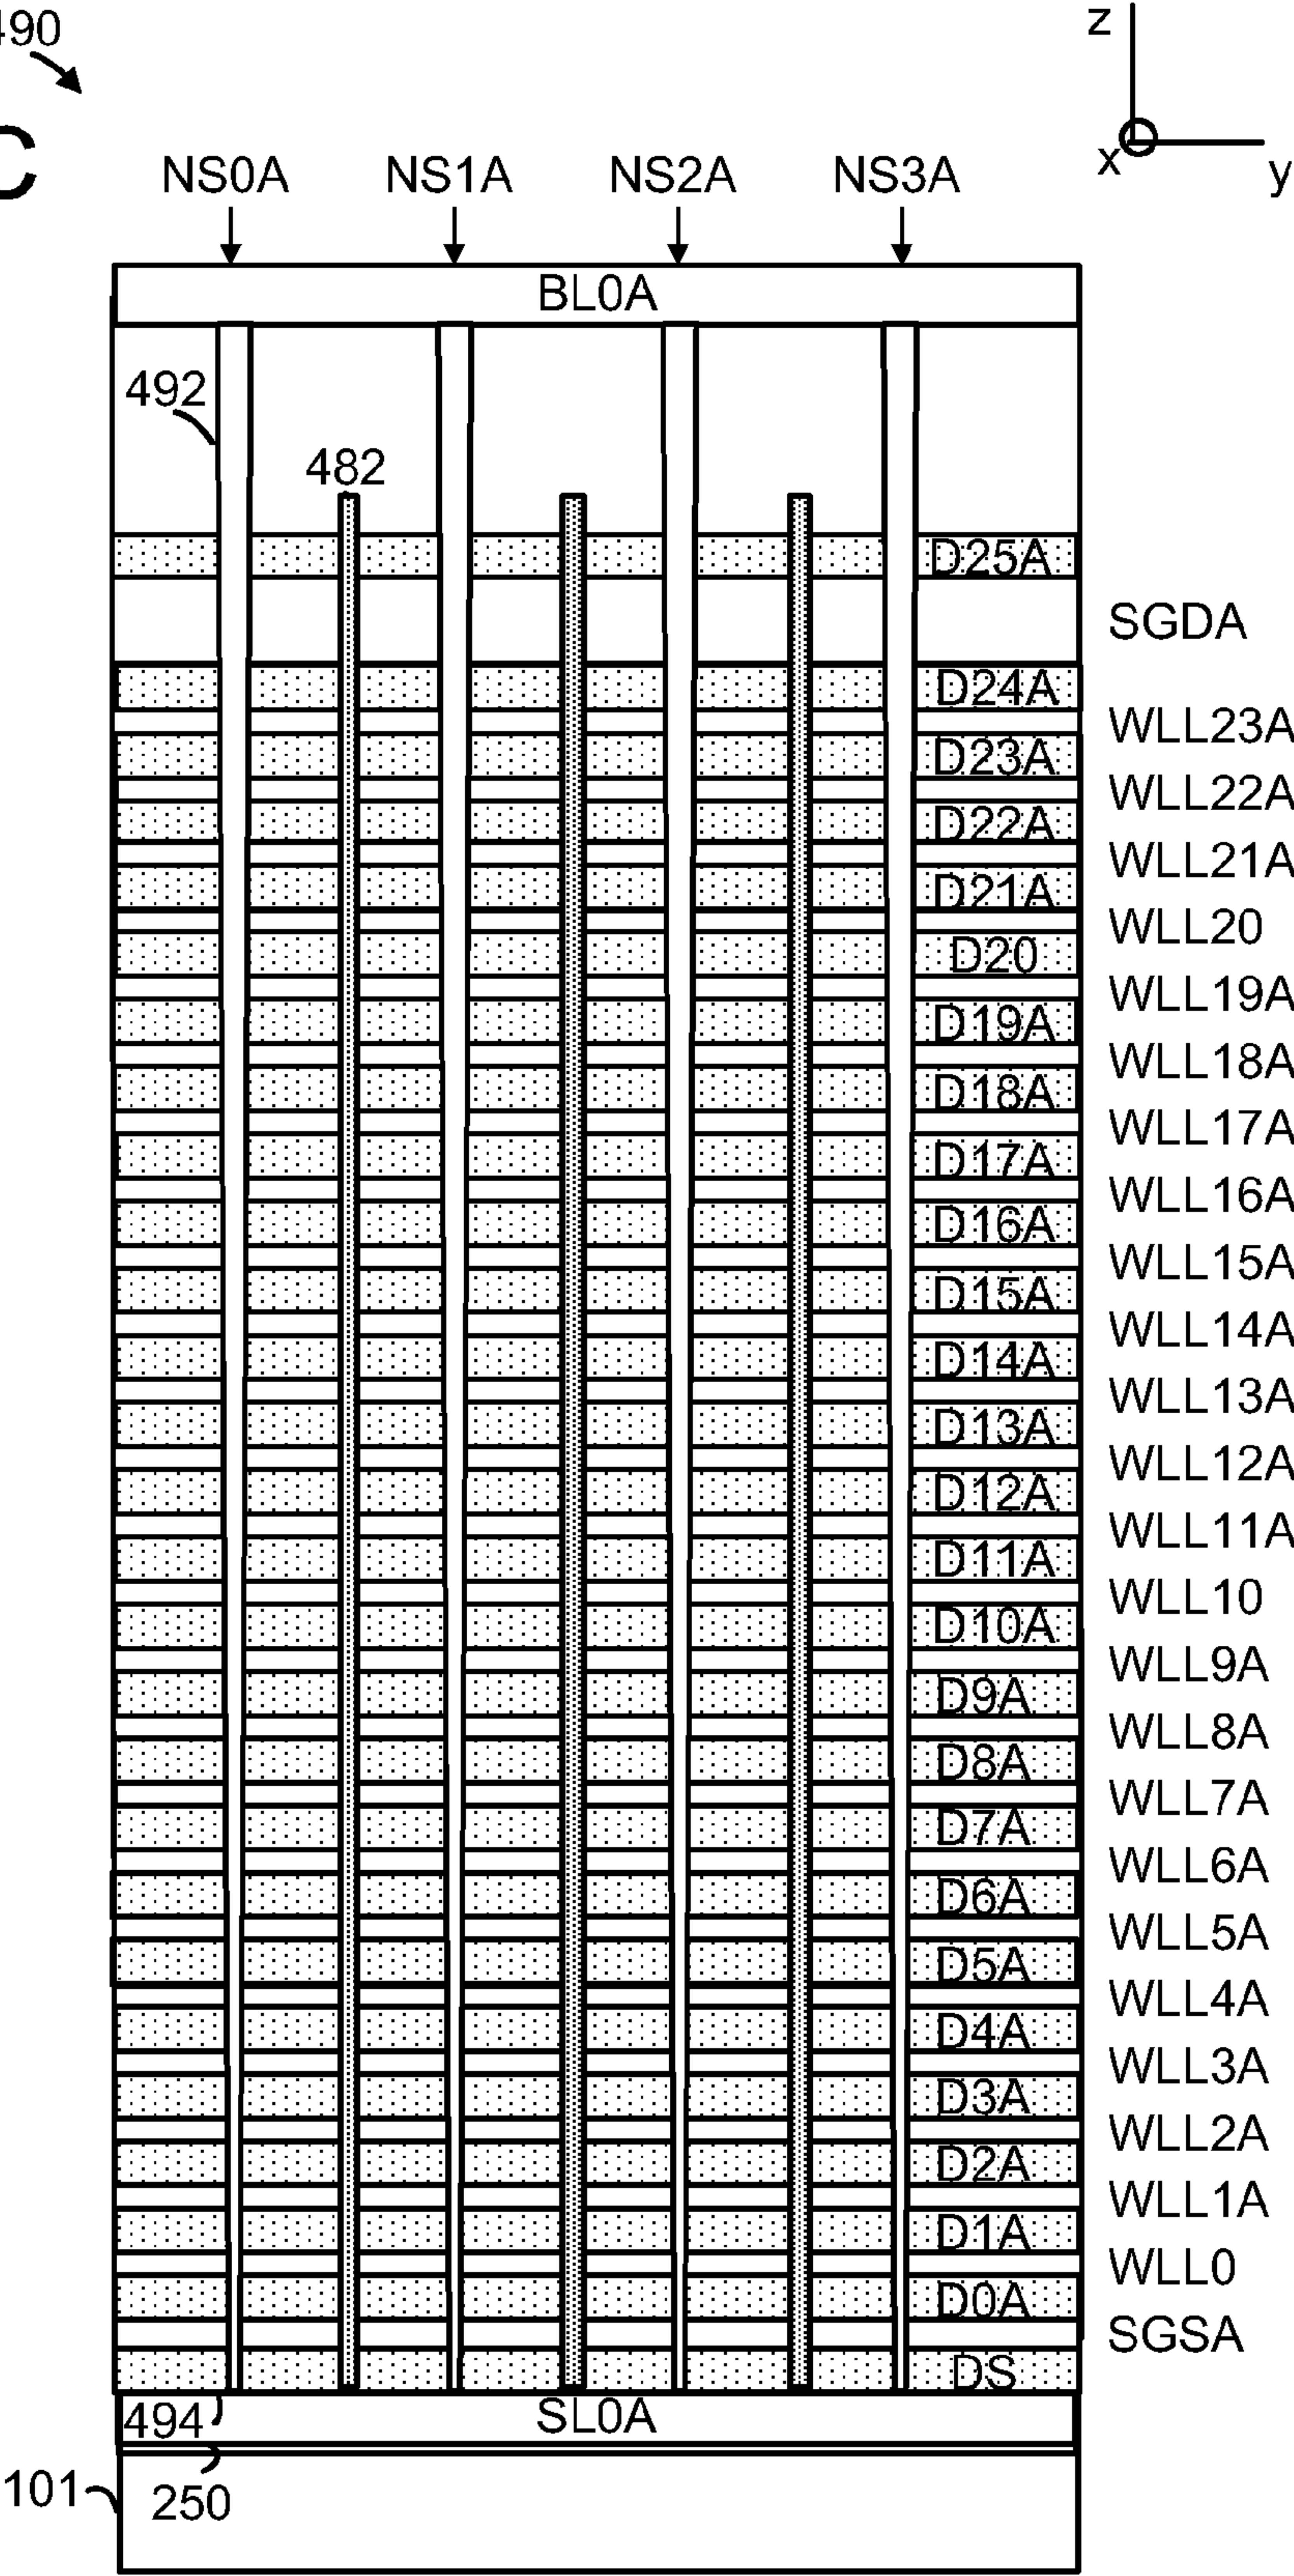 490
z
C
x
y
NS0A NS1A NS2A NS3A
BL0A
492
482
D25A
SGDA
D24A
WLL23A
D23A
WLL22A
D22A
WLL21A
D21A
WLL20
D20
WLL19A
D19A
WLL18A
D18A
WLL17A
D17A
WLL16A
D16A
WLL15A
D15A
WLL14A
D14A
WLL13A
D13A
WLL12A
D12A
WLL11A
D11A
WLL10
D10A
WLL9A
D9A
WLL8A
D8A
WLL7A
D7A
WLL6A
D6A
WLL5A
D5A
WLL4A
D4A
WLL3A
D3A
WLL2A
D2A
WLL1A
D1A
WLL0
D0A
SGSA
DS
494
SL0A
101
250